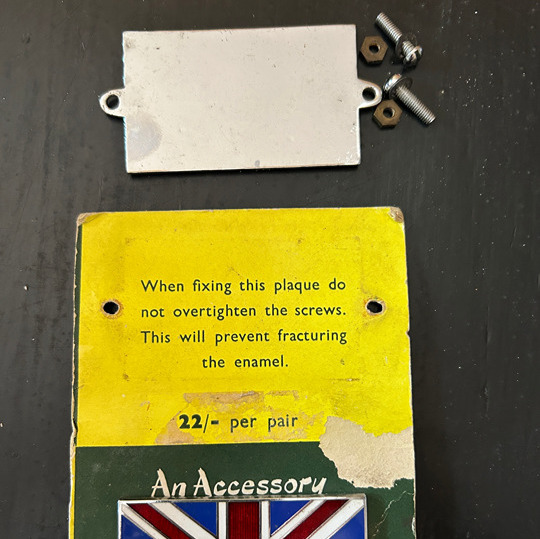 When fixing this plaque do
not overtighten the screws.
This will prevent fracturing
the enamel.
22/- per pair
An Accessory